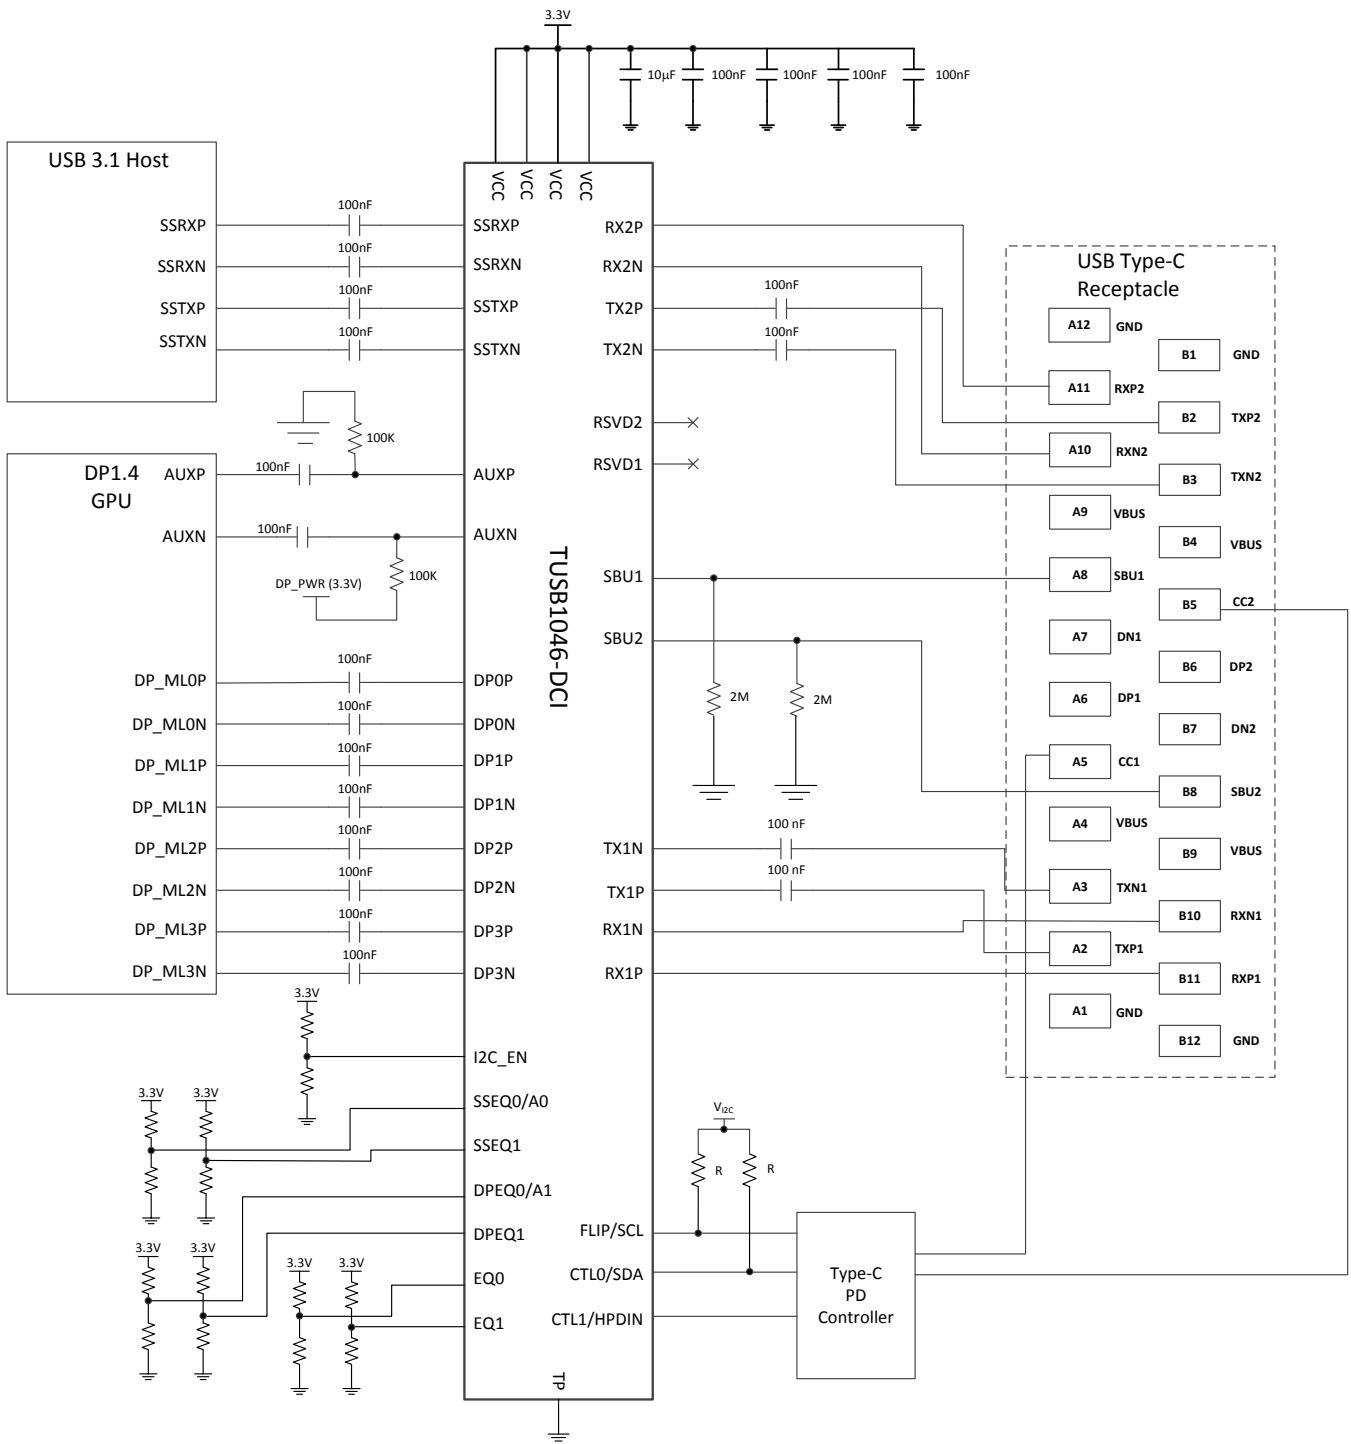 3.3V
10µF
100nF
100nF
100nF
100nF
USB 3.1 Host
SSRXP
SSRXN
SSTXP
SSTXN
100nF
100nF
100nF
100nF
100K
DP1.4
GPU
AUXP
AUXN
100nF
100nF
100K
DP_PWR (3.3V)
DP_ML0P
DP_ML0N
DP_ML1P
DP_ML1N
DP_ML2P
DP_ML2N
DP_ML3P
DP_ML3N
100nF
100nF
100nF
100nF
100nF
100nF
100nF
100nF
3.3V
3.3V
3.3V
3.3V
3.3V
3.3V
3.3V
VCC
VCC
VCC
VCC
SSRXP
SSRXN
SSTXP
SSTXN
AUXP
AUXN
DP0P
DP0N
DP1P
DP1N
DP2P
DP2N
DP3P
DP3N
I2C_EN
SSEQ0/A0
SSEQ1
DPEQ0/A1
DPEQ1
EQ0
EQ1
TUSB1046-DCI
TP
RX2P
RX2N
TX2P
TX2N
RSVD2
RSVD1
SBU1
SBU2
TX1N
TX1P
RX1N
RX1P
FLIP/SCL
CTL0/SDA
CTL1/HPDIN
100nF
100nF
2M
2M
100 nF
100 nF
VI2C
R
R
Type-C
PD
Controller
USB Type-C
Receptacle
A12 GND
B1 GND
A11 RXP2
B2 TXP2
A10 RXN2
B3 TXN2
A9 VBUS
B4 VBUS
A8 SBU1
B5 CC2
A7 DN1
B6 DP2
A6 DP1
B7 DN2
A5 CC1
B8 SBU2
A4 VBUS
B9 VBUS
A3 TXN1
B10 RXN1
A2 TXP1
B11 RXP1
A1 GND
B12 GND